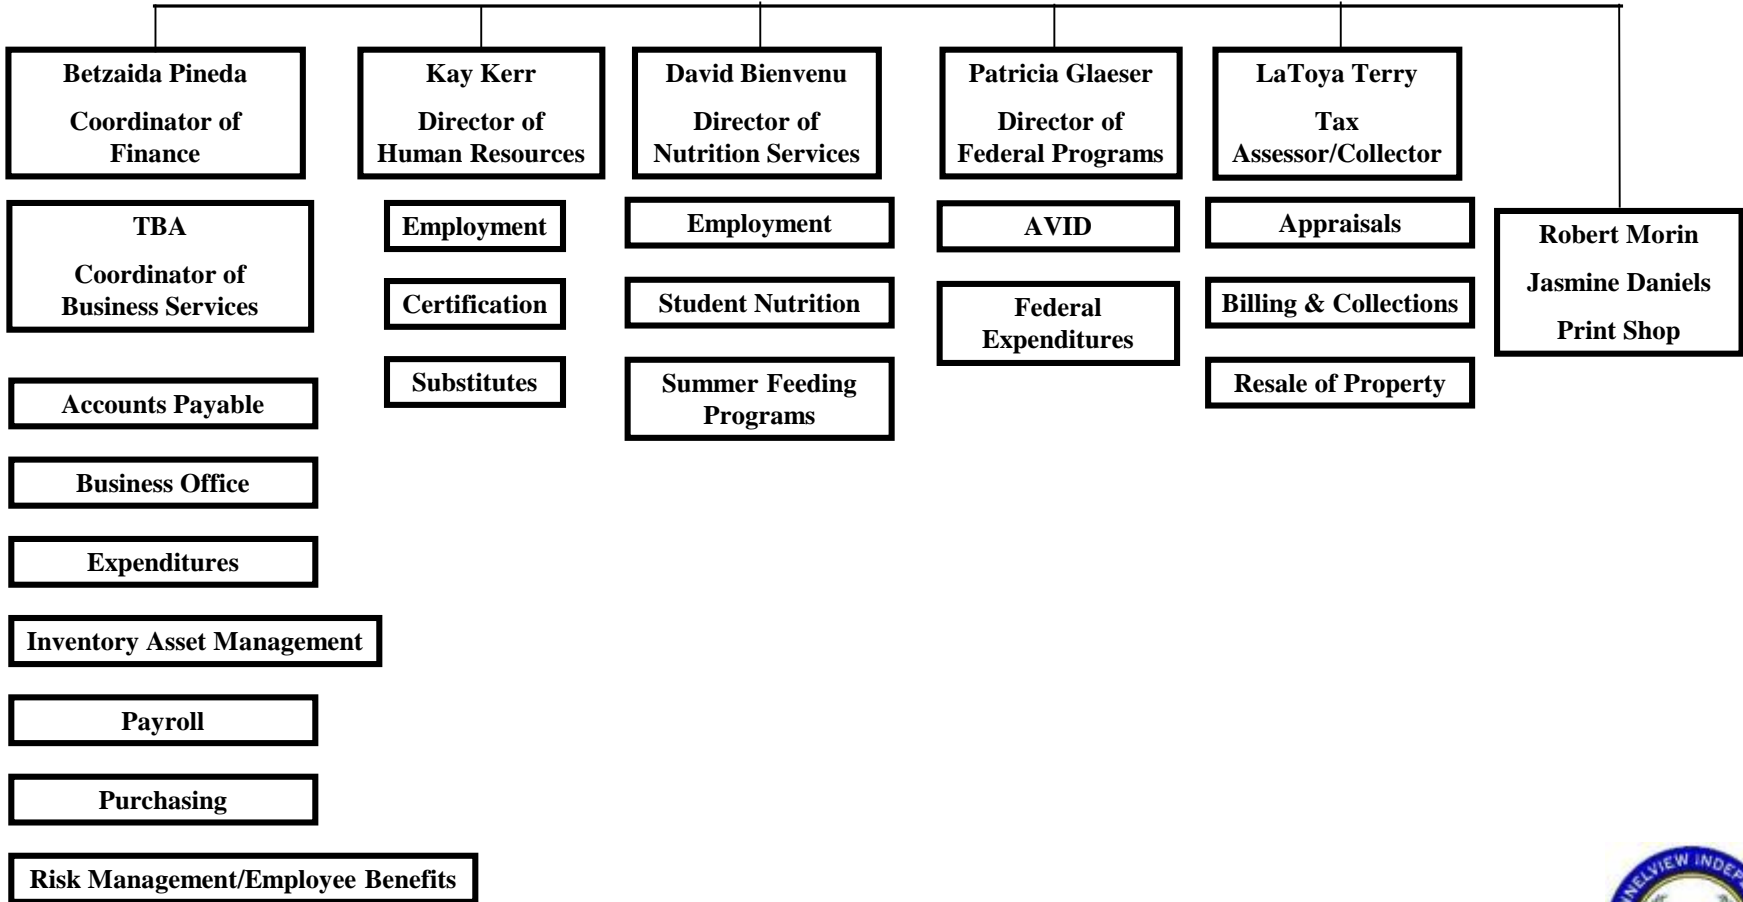 Betzaida Pineda
Coordinator of
Finance
TBA
Coordinator of
Business Services
Accounts Payable
Business Office
Expenditures
Inventory Asset Management
Payroll
Purchasing
Risk Management/Employee Benefits
Kay Kerr
Director of
Human Resources
Employment
Certification
Substitutes
David Bienvenu
Director of
Nutrition Services
Employment
Student Nutrition
Summer Feeding
Programs
Patricia Glaeser
Director of
Federal Programs
AVID
Federal
Expenditures
LaToya Terry
Tax
Assessor/Collector
Appraisals
Billing & Collections
Resale of Property
Robert Morin
Jasmine Daniels
Print Shop